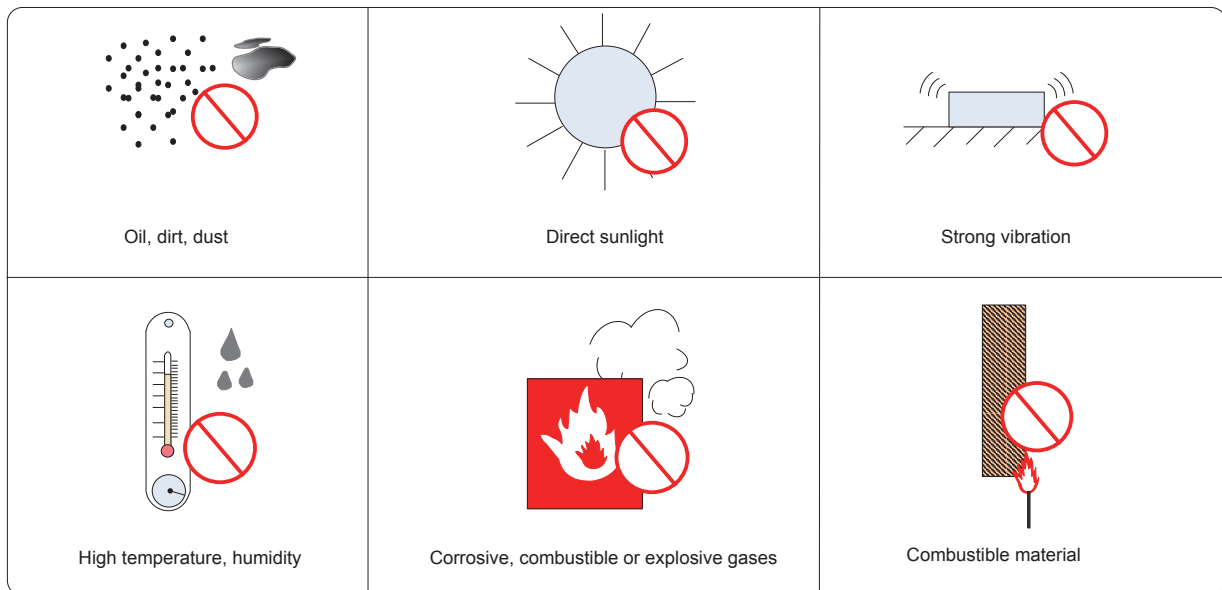 Oil, dirt, dust
Direct sunlight
Strong vibration
High temperature, humidity
Corrosive, combustible or explosive gases
Combustible material